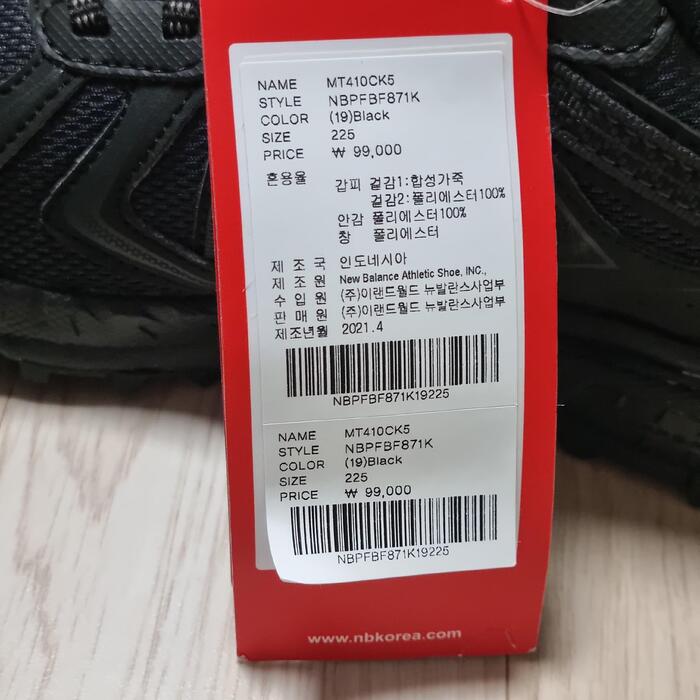 NAME MT410CK5
STYLE NBPFBF871K
COLOR (19)Black
SIZE 225
PRICE ₩ 99,000
혼용율 갑피 겉감1:합성가죽
겉감2:폴리에스터100%
안감 폴리에스터100%
창 폴리에스터
제 조 국 인도네시아
제 조 원 New Balance Athletic Shoe, INC.,
수 입 원 (주)이랜드월드 뉴발란스사업부
판 매 원 (주)이랜드월드 뉴발란스사업부
제조년월 2021.4
NBPFBF871K19225
NAME MT410CK5
STYLE NBPFBF871K
COLOR (19)Black
SIZE 225
PRICE ₩ 99,000
NBPFBF871K19225
www.nbkorea.com